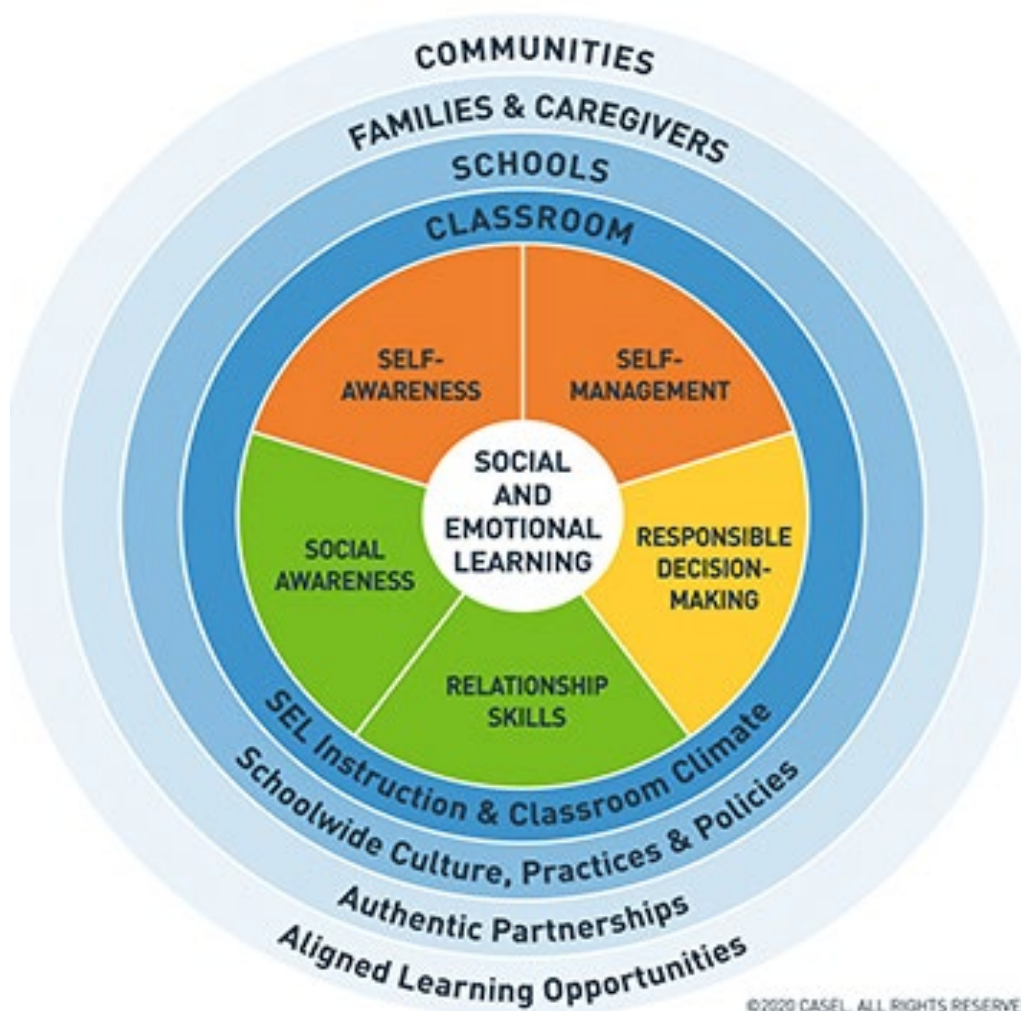 COMMUNITIES
FAMILIES & CAREGIVERS
SCHOOLS
CLASSROOM
SELF-
AWARENESS
SELF-
MANAGEMENT
SOCIAL
AND
EMOTIONAL
LEARNING
SOCIAL
AWARENESS
RESPONSIBLE
DECISION-
MAKING
RELATIONSHIP
SKILLS
SEL Instruction & Classroom Climate
Schoolwide Culture, Practices & Policies
Authentic Partnerships
Aligned Learning Opportunities
©2020 CASEL. ALL RIGHTS RESERVE